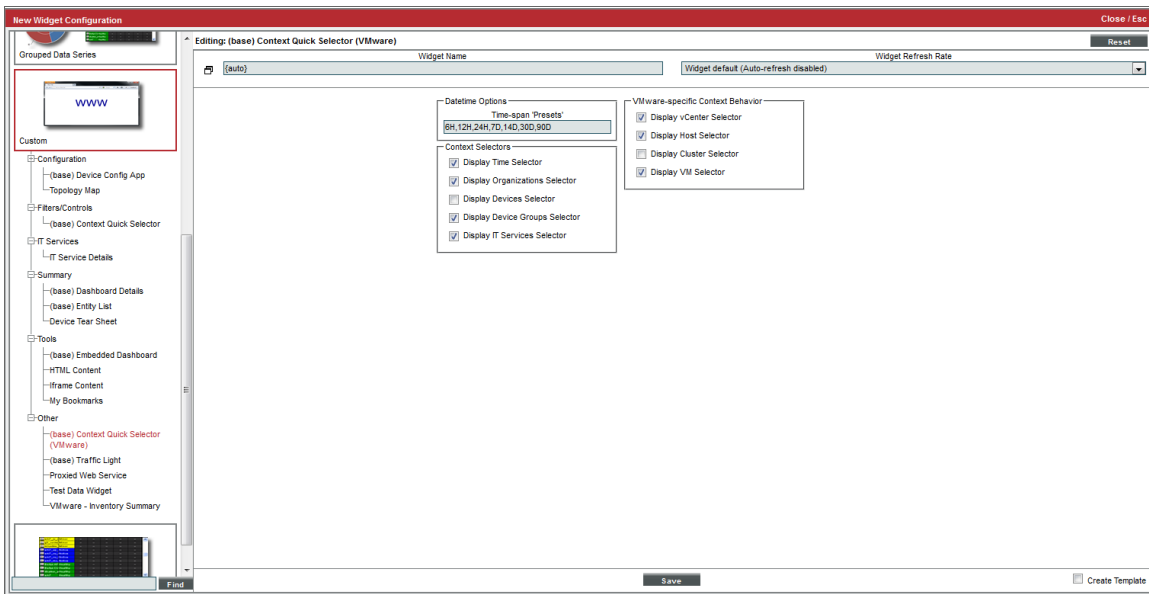 New Widget Configuration
Close / Esc
Grouped Data Series
Editing: (base) Context Quick Selector (VMware)
Reset
Widget Name
Widget Refresh Rate
{auto}
Widget default (Auto-refresh disabled)
WWW
Custom
Configuration
(base) Device Config App
Topology Map
Filters/Controls
(base) Context Quick Selector
IT Services
IT Service Details
Summary
(base) Dashboard Details
(base) Entity List
Device Tear Sheet
Tools
(base) Embedded Dashboard
HTML Content
Iframe Content
My Bookmarks
Other
(base) Context Quick Selector
(VMware)
(base) Traffic Light
Proxied Web Service
Test Data Widget
VMware - Inventory Summary
Find
Datetime Options
Time-span 'Presets'
6H,12H,24H,7D,14D,30D,90D
Context Selectors
Display Time Selector
Display Organizations Selector
Display Devices Selector
Display Device Groups Selector
Display IT Services Selector
VMware-specific Context Behavior
Display vCenter Selector
Display Host Selector
Display Cluster Selector
Display VM Selector
Save
Create Template